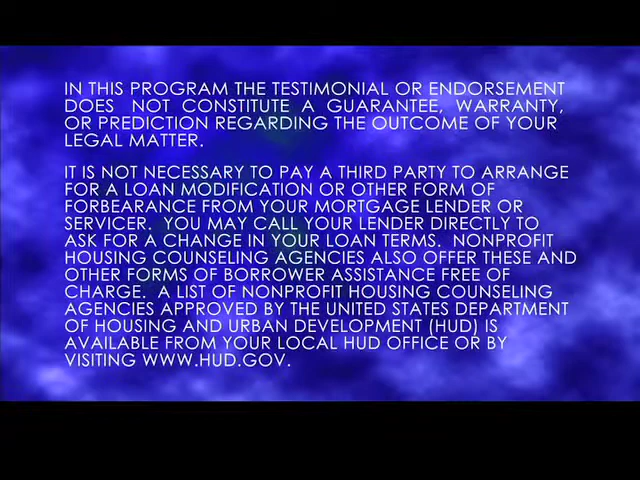 IN THIS PROGRAM THE TESTIMONIAL OR ENDORSEMENT
DOES NOT CONSTITUTE A GUARANTEE, WARRANTY,
OR PREDICTION REGARDING THE OUTCOME OF YOUR
LEGAL MATTER.
IT IS NOT NECESSARY TO PAY A THIRD PARTY TO ARRANGE
FOR A LOAN MODIFICATION OR OTHER FORM OF
FORBEARANCE FROM YOUR MORTGAGE LENDER OR
SERVICER. YOU MAY CALL YOUR LENDER DIRECTLY TO
ASK FOR A CHANGE IN YOUR LOAN TERMS. NONPROFIT
HOUSING COUNSELING AGENCIES ALSO OFFER THESE AND
OTHER FORMS OF BORROWER ASSISTANCE FREE OF
CHARGE. A LIST OF NONPROFIT HOUSING COUNSELING
AGENCIES APPROVED BY THE UNITED STATES DEPARTMENT
OF HOUSING AND URBAN DEVELOPMENT (HUD) IS
AVAILABLE FROM YOUR LOCAL HUD OFFICE OR BY
VISITING WWW.HUD.GOV.